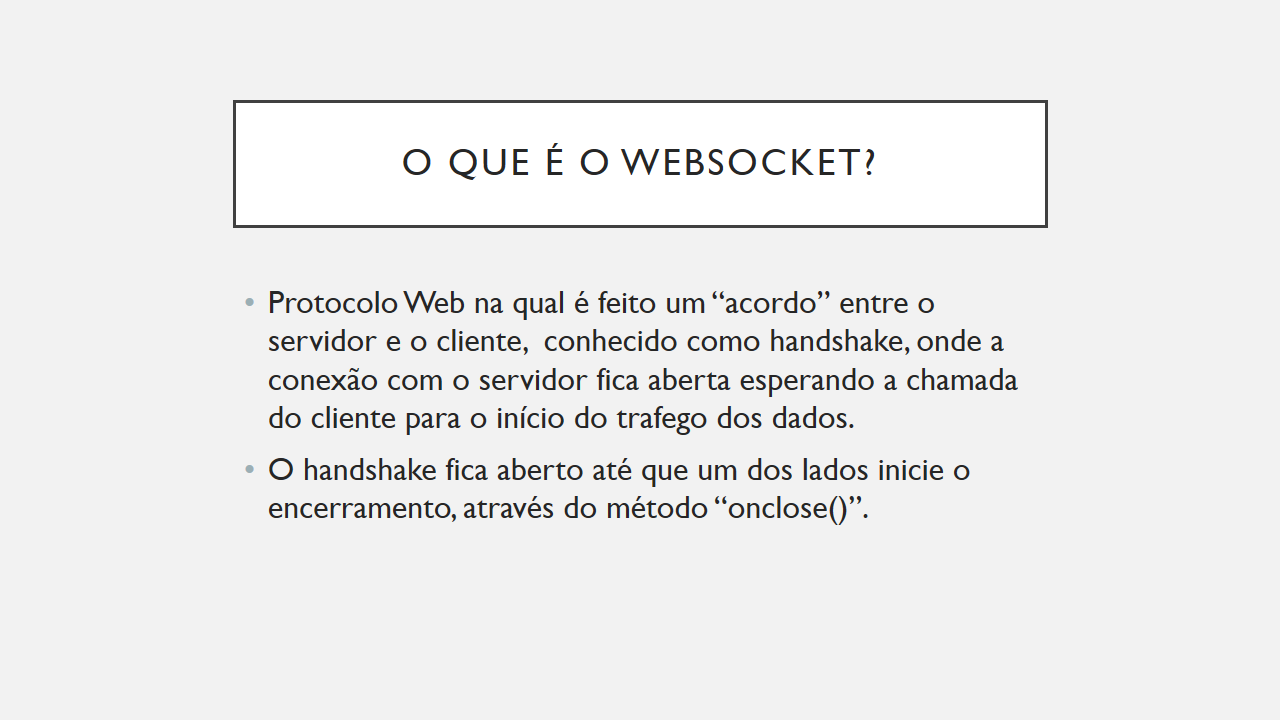 O QUE É O WEBSOCKET?
• Protocolo Web na qual é feito um “acordo” entre o
servidor e o cliente,  conhecido como handshake, onde a
conexão com o servidor fica aberta esperando a chamada
do cliente para o início do trafego dos dados.
• O handshake fica aberto até que um dos lados inicie o
encerramento, através do método “onclose()”.